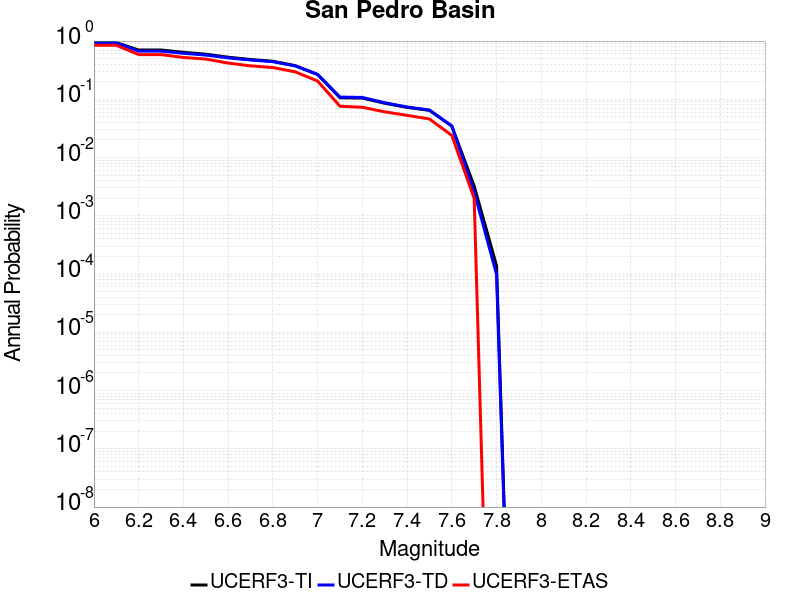 San Pedro Basin
10^0
10^-1
10^-2
10^-3
10^-4
10^-5
10^-6
10^-7
10^-8
Annual Probability
6 6.2 6.4 6.6 6.8 7 7.2 7.4 7.6 7.8 8 8.2 8.4 8.6 8.8 9
Magnitude
UCERF3-TI UCERF3-TD UCERF3-ETAS